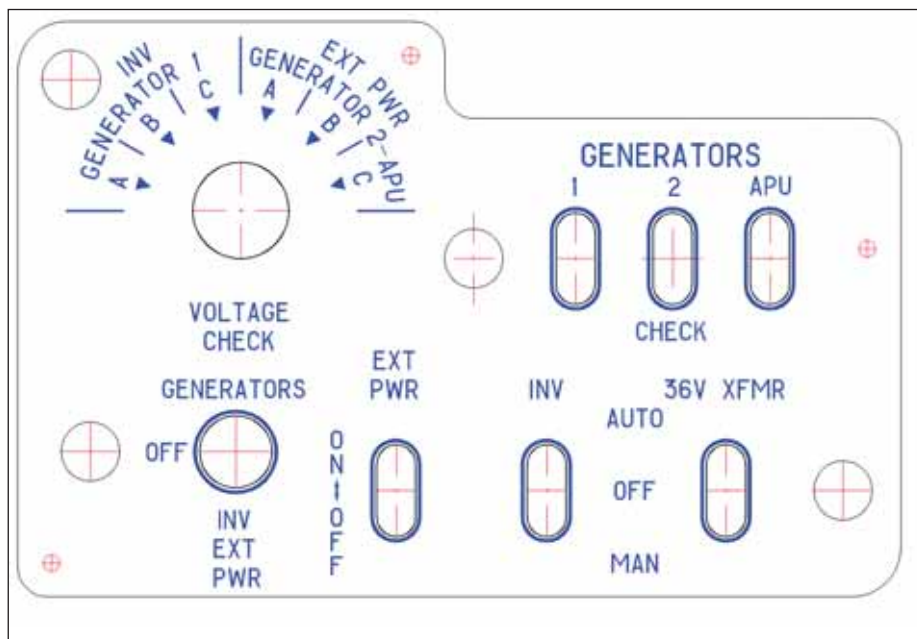 INV
GENERATOR 1
A B C
EXT PWR
GENERATOR 2-APU
A B C
GENERATORS
1 2 APU
CHECK
VOLTAGE
CHECK
GENERATORS
OFF
INV
EXT
PWR
EXT
PWR
ON↕OFF
INV
36V XFMR
AUTO
OFF
MAN